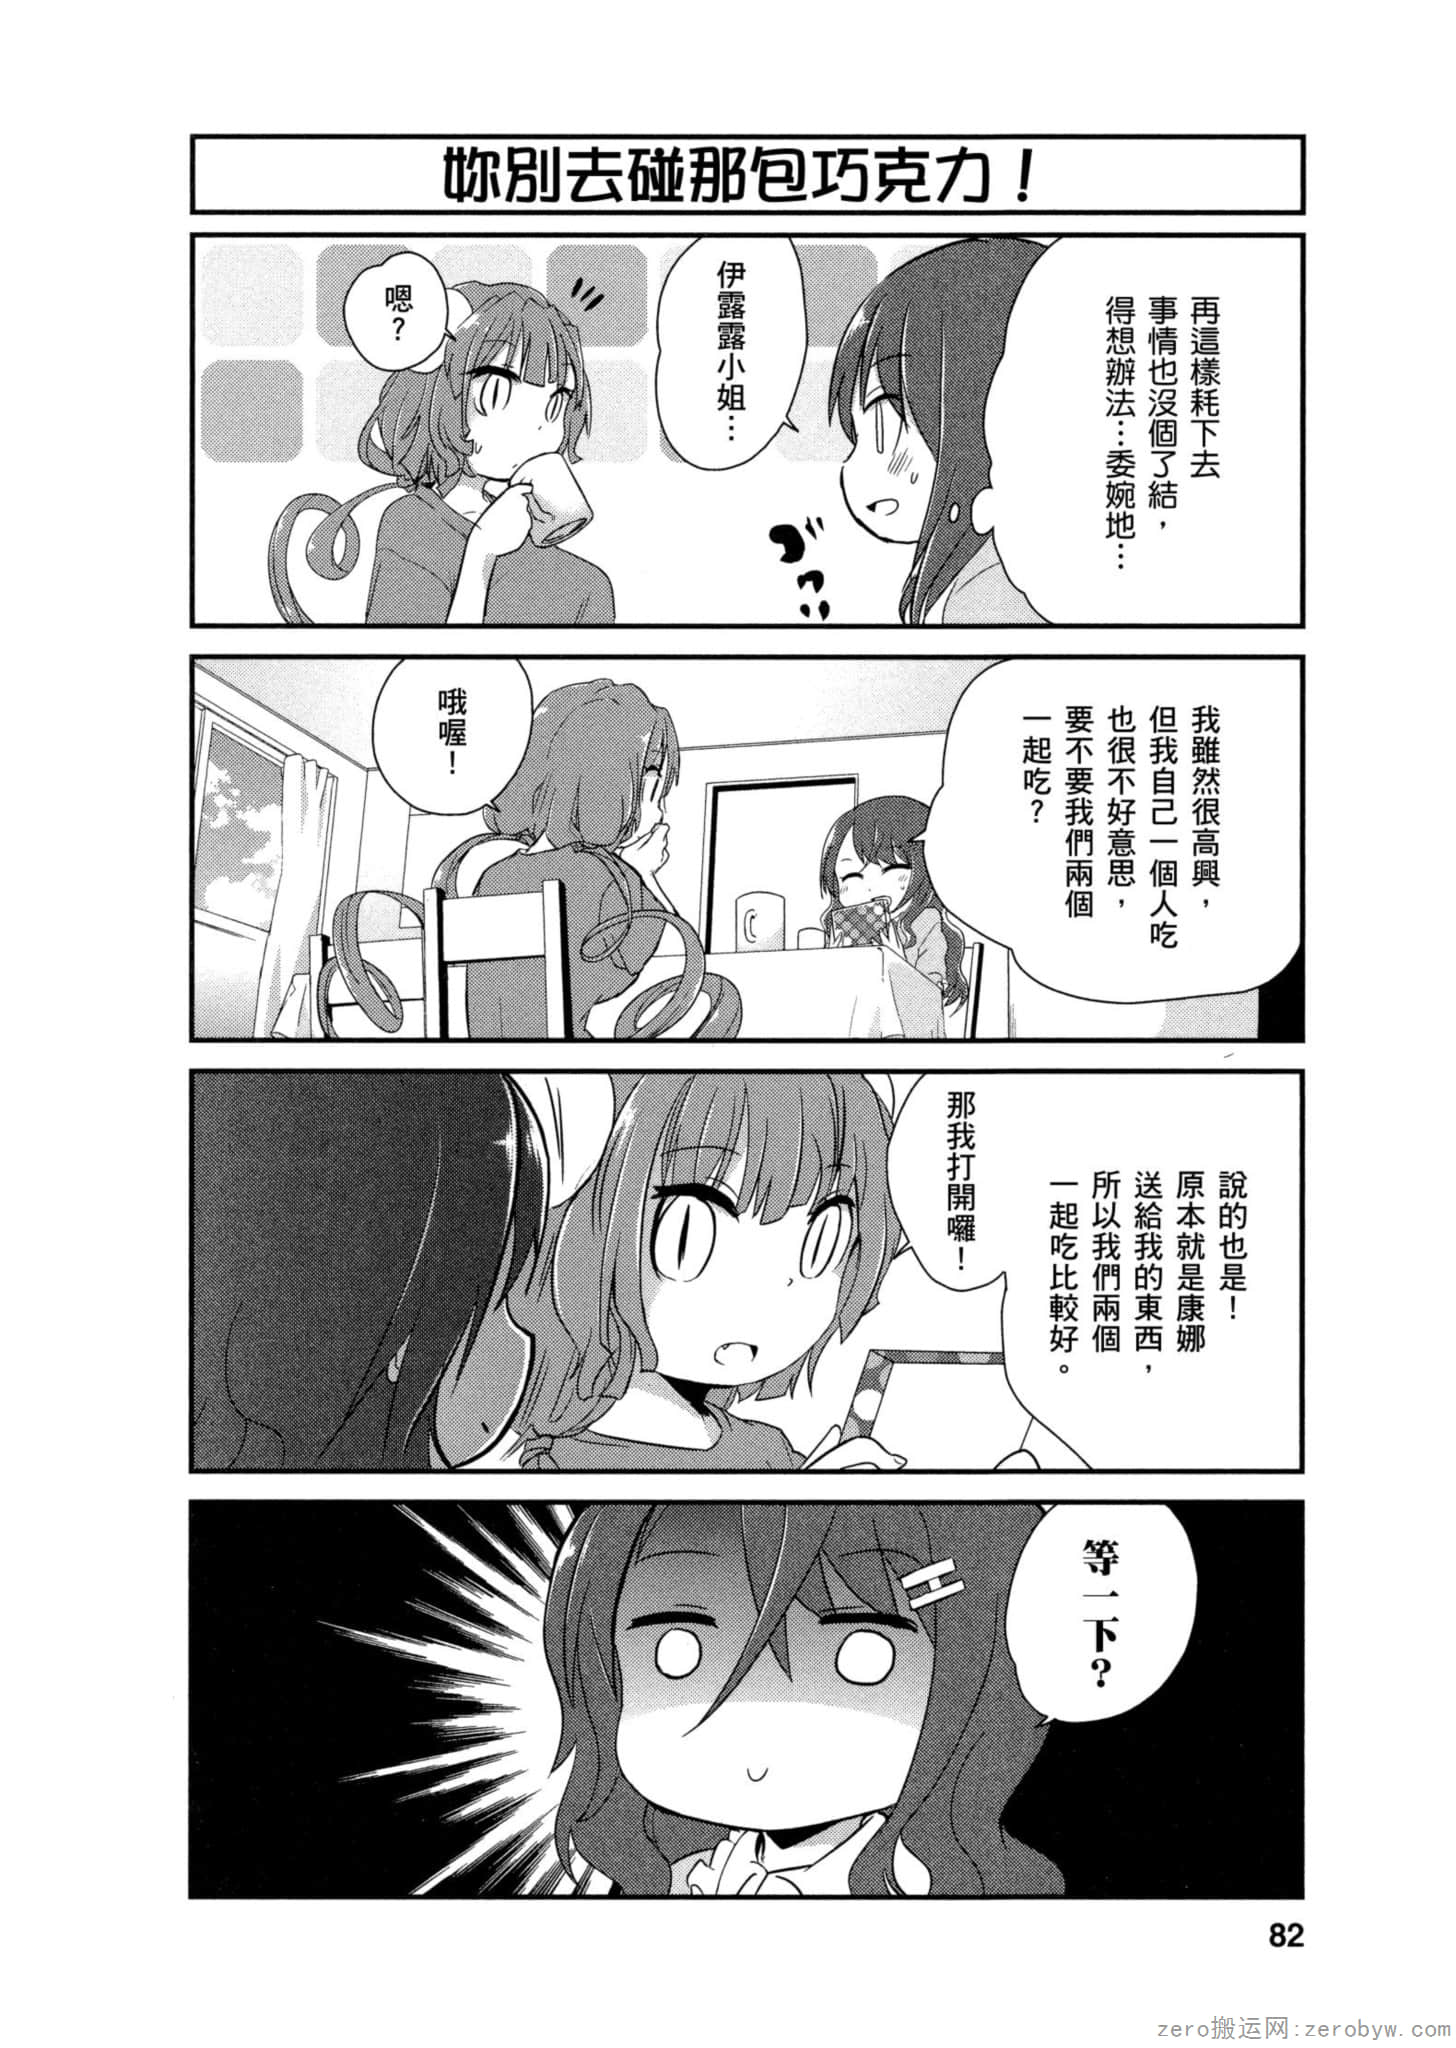 妳別去碰那包巧克力！
再這樣耗下去
事情也沒個了結，
得想辦法…委婉地…
伊露露小姐…
嗯？
ゴクッ…
我雖然很高興，
但我自己一個人吃
也很不好意思，
要不要我們兩個
一起吃？
哦喔！
說的也是！
原本就是康娜
送給我的東西，
所以我們兩個
一起吃比較好。
那我打開囉！
等一下？
82
zero搬运网:zerobyw.com